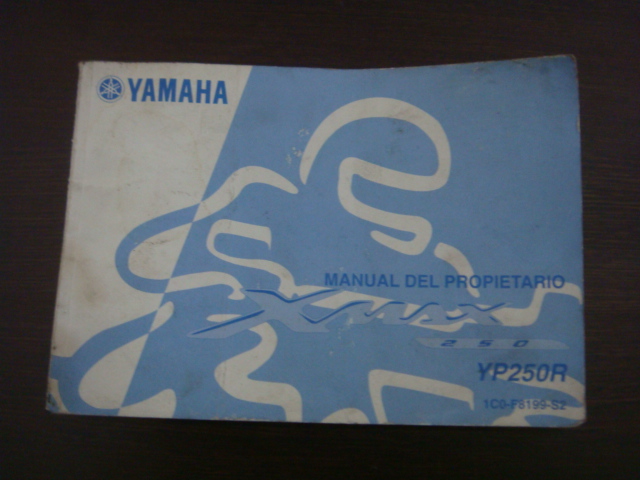 YAMAHA
MANUAL DEL PROPIETARIO
XMAX
250
YP250R
1C0-F8199-S2